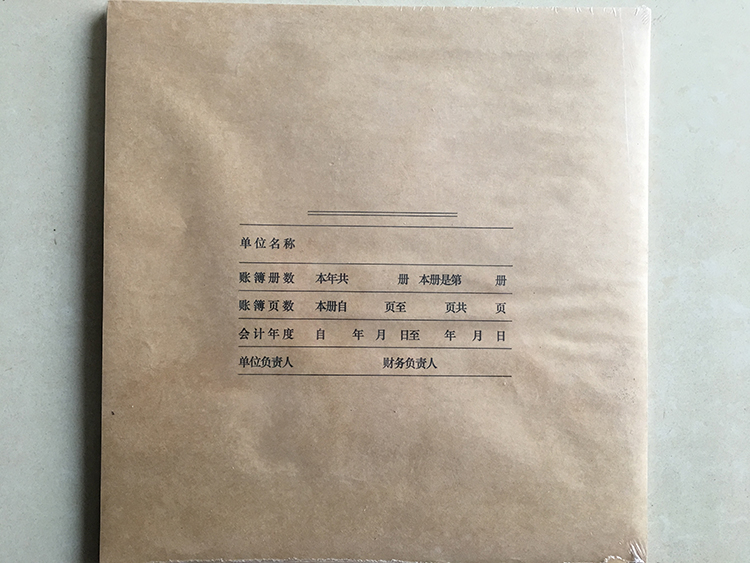 单位名称
账簿册数 本年共 册 本册是第 册
账簿页数 本册自 页至 页共 页
会计年度 自 年 月 日至 年 月 日
单位负责人 财务负责人